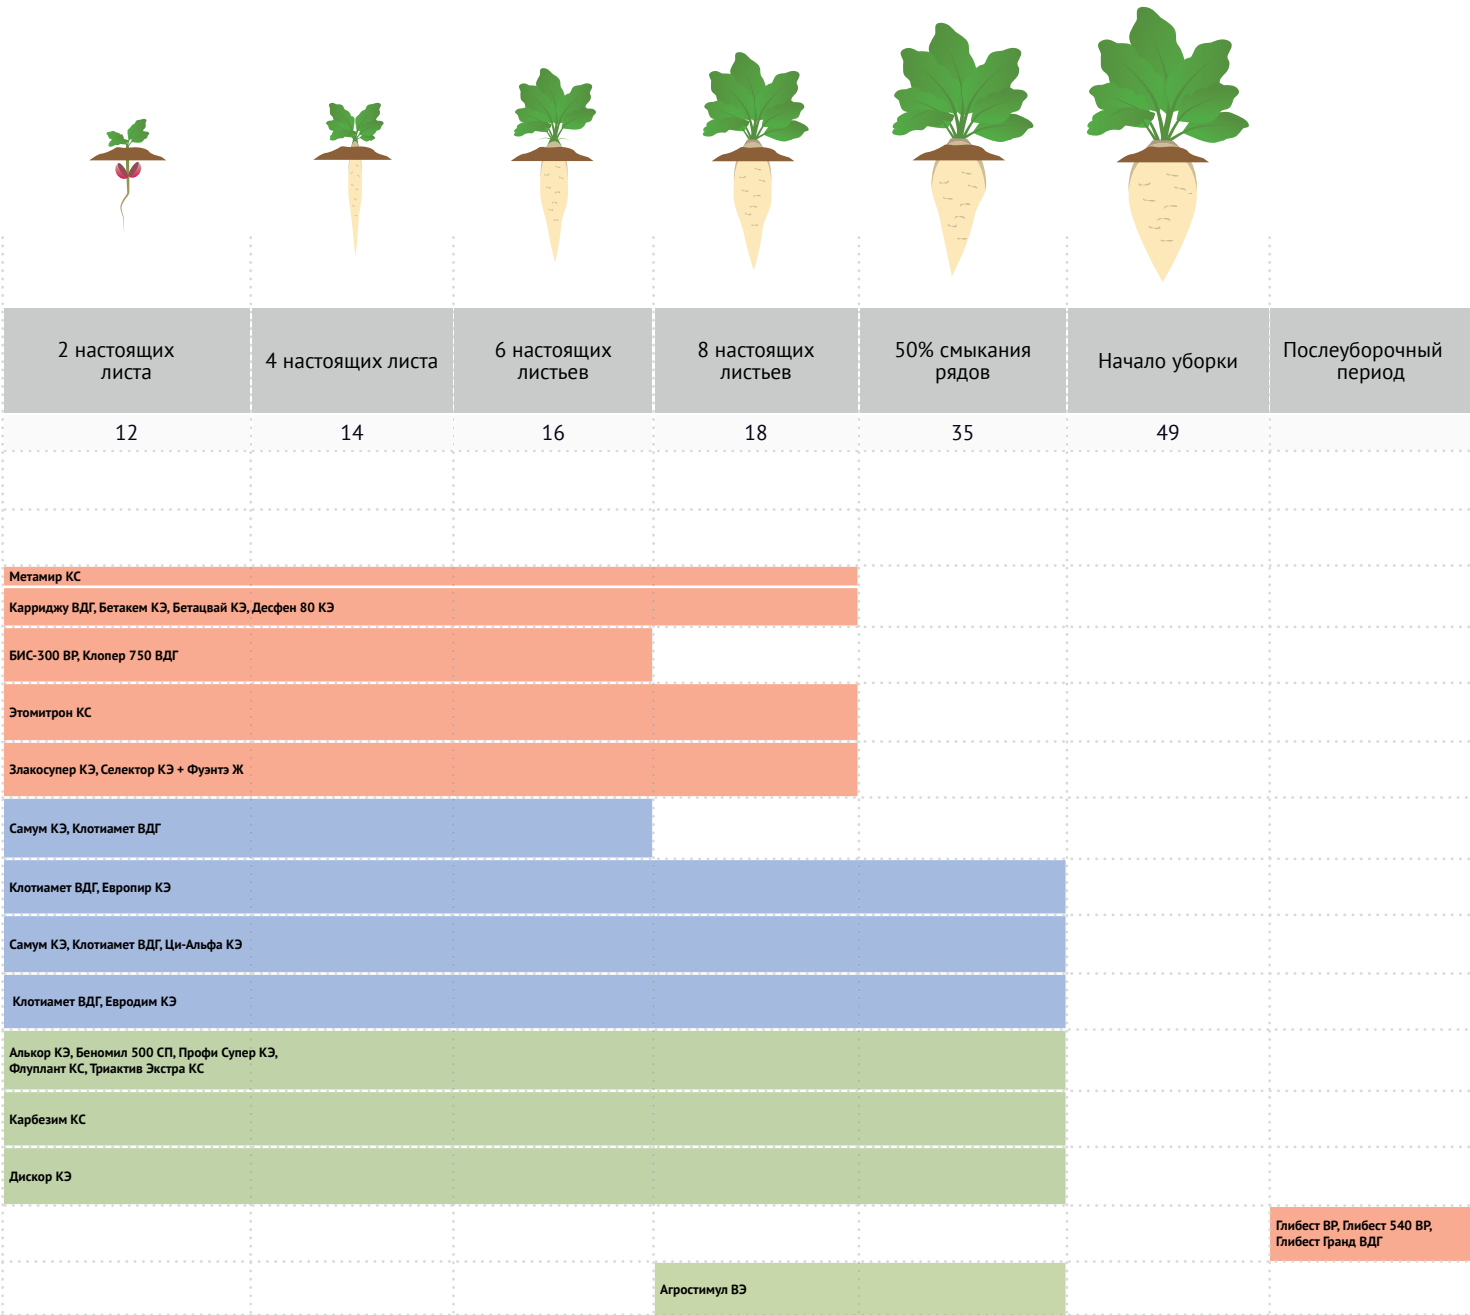 2 настоящих
листа
4 настоящих листа
6 настоящих
листьев
8 настоящих
листьев
50% смыкания
рядов
Начало уборки
Послеуборочный
период
12
14
16
18
35
49
Метамир КС
Карриджу ВДГ, Бетакем КЭ, Бетацвай КЭ, Десфен 80 КЭ
БИС-300 ВР, Клопер 750 ВДГ
Этомитрон КС
Злакосупер КЭ, Селектор КЭ + Фуэнтэ Ж
Самум КЭ, Клотиамет ВДГ
Клотиамет ВДГ, Европир КЭ
Самум КЭ, Клотиамет ВДГ, Ци-Альфа КЭ
Клотиамет ВДГ, Евродим КЭ
Алькор КЭ, Беномил 500 СП, Профи Супер КЭ,
Флуплант КС, Триактив Экстра КС
Карбезим КС
Дискор КЭ
Глибест ВР, Глибест 540 ВР,
Глибест Гранд ВДГ
Агростимул ВЭ